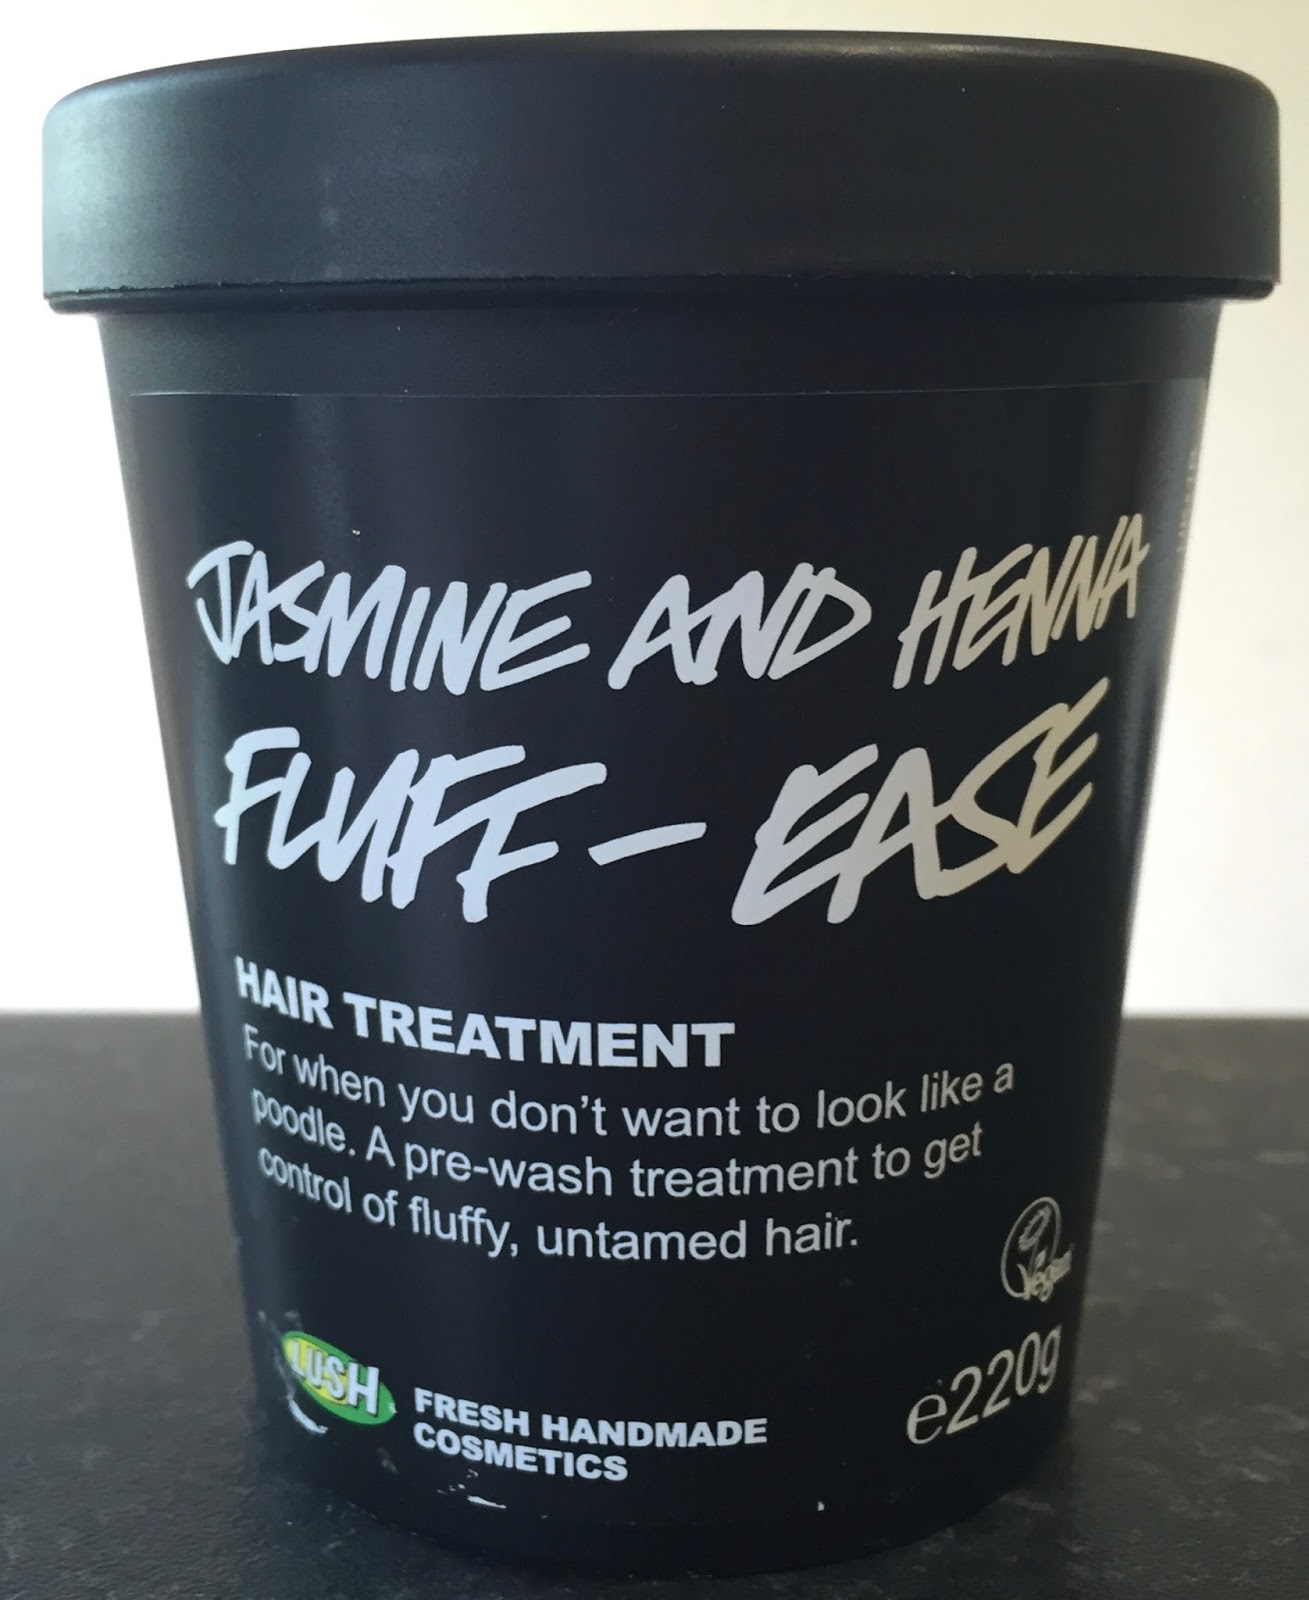 JASMINE AND HENNA
FLUFF-EASE
HAIR TREATMENT
For when you don't want to look like a
poodle. A pre-wash treatment to get
control of fluffy, untamed hair.
Vegan
LUSH
FRESH HANDMADE
COSMETICS
e220g